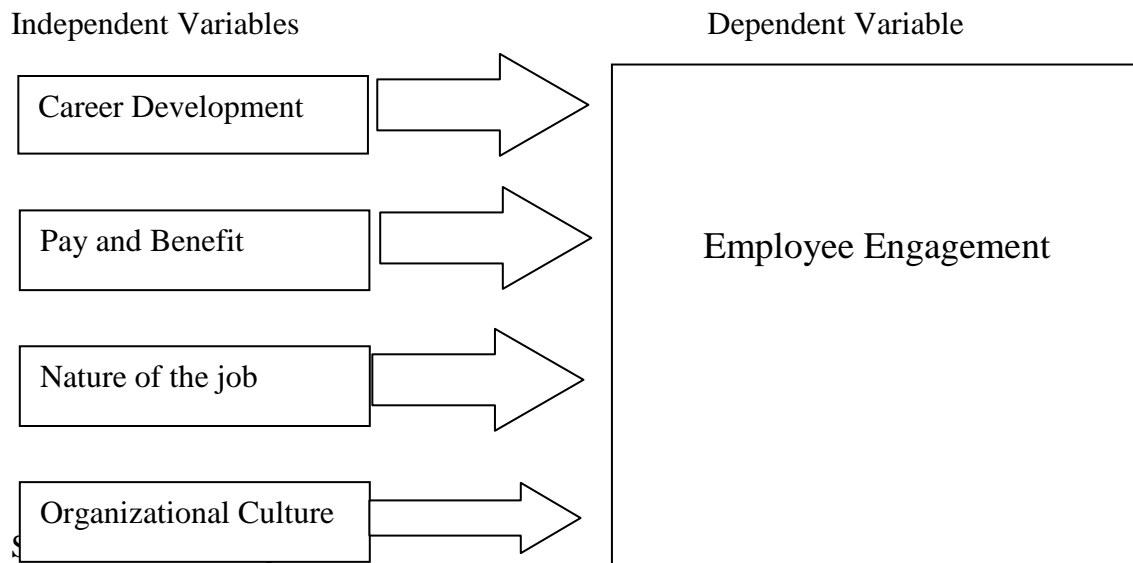 Independent Variables
Dependent Variable
Career Development
Pay and Benefit
Employee Engagement
Nature of the job
Organizational Culture